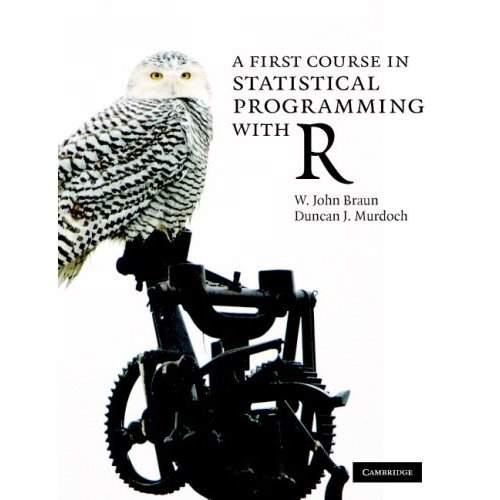 A FIRST COURSE IN
STATISTICAL
PROGRAMMING
WITH R
W. John Braun
Duncan J. Murdoch
CAMBRIDGE